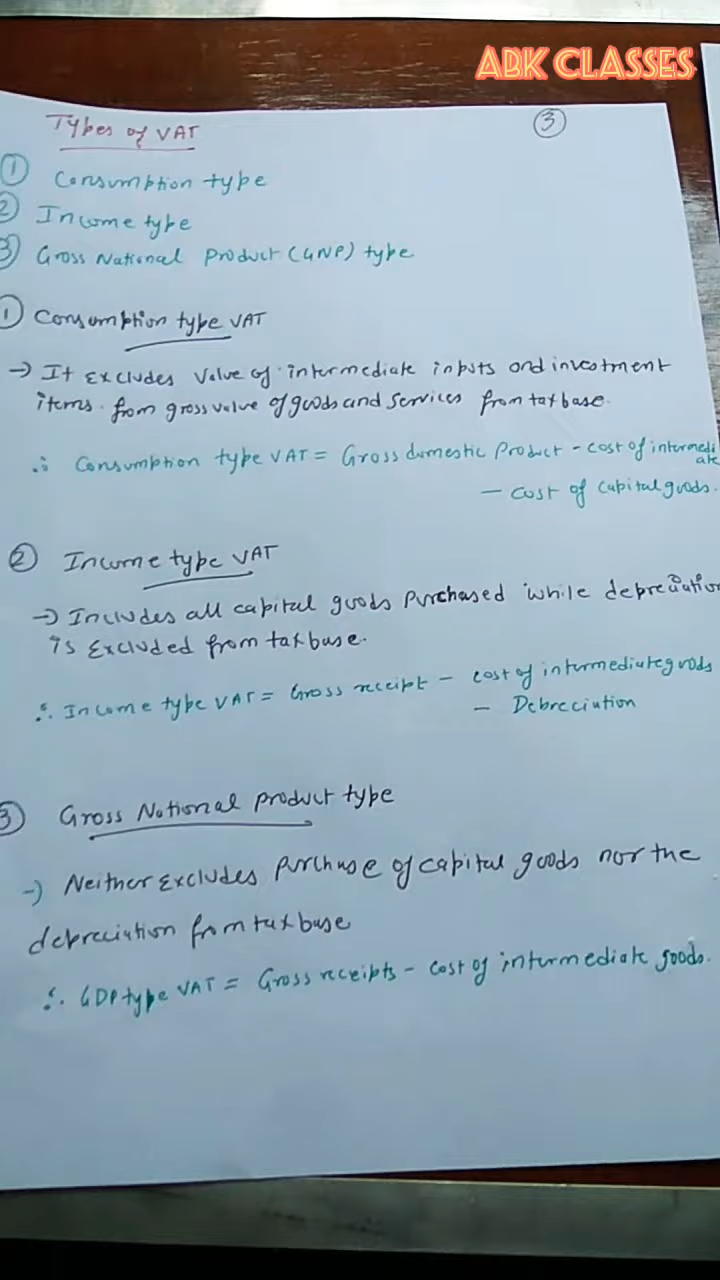 ABK CLASSES
Types of VAT
③
① Consumption type
② Income type
③ Gross National Product (GNP) type
① Consumption type VAT
→ It excludes value of intermediate inputs and investment
items from gross value of goods and services from tax base.
∴ Consumption type VAT = Gross domestic Product - cost of intermedi
ate
- cost of capital goods.
② Income type VAT
→ Includes all capital goods purchased while depreciation
is excluded from tax base.
∴ Income type VAT = Gross receipt - cost of intermediate goods
- Depreciation
③ Gross National product type
→ Neither excludes purchase of capital goods nor the
depreciation from tax base
∴ GDP type VAT = Gross receipts - cost of intermediate goods.